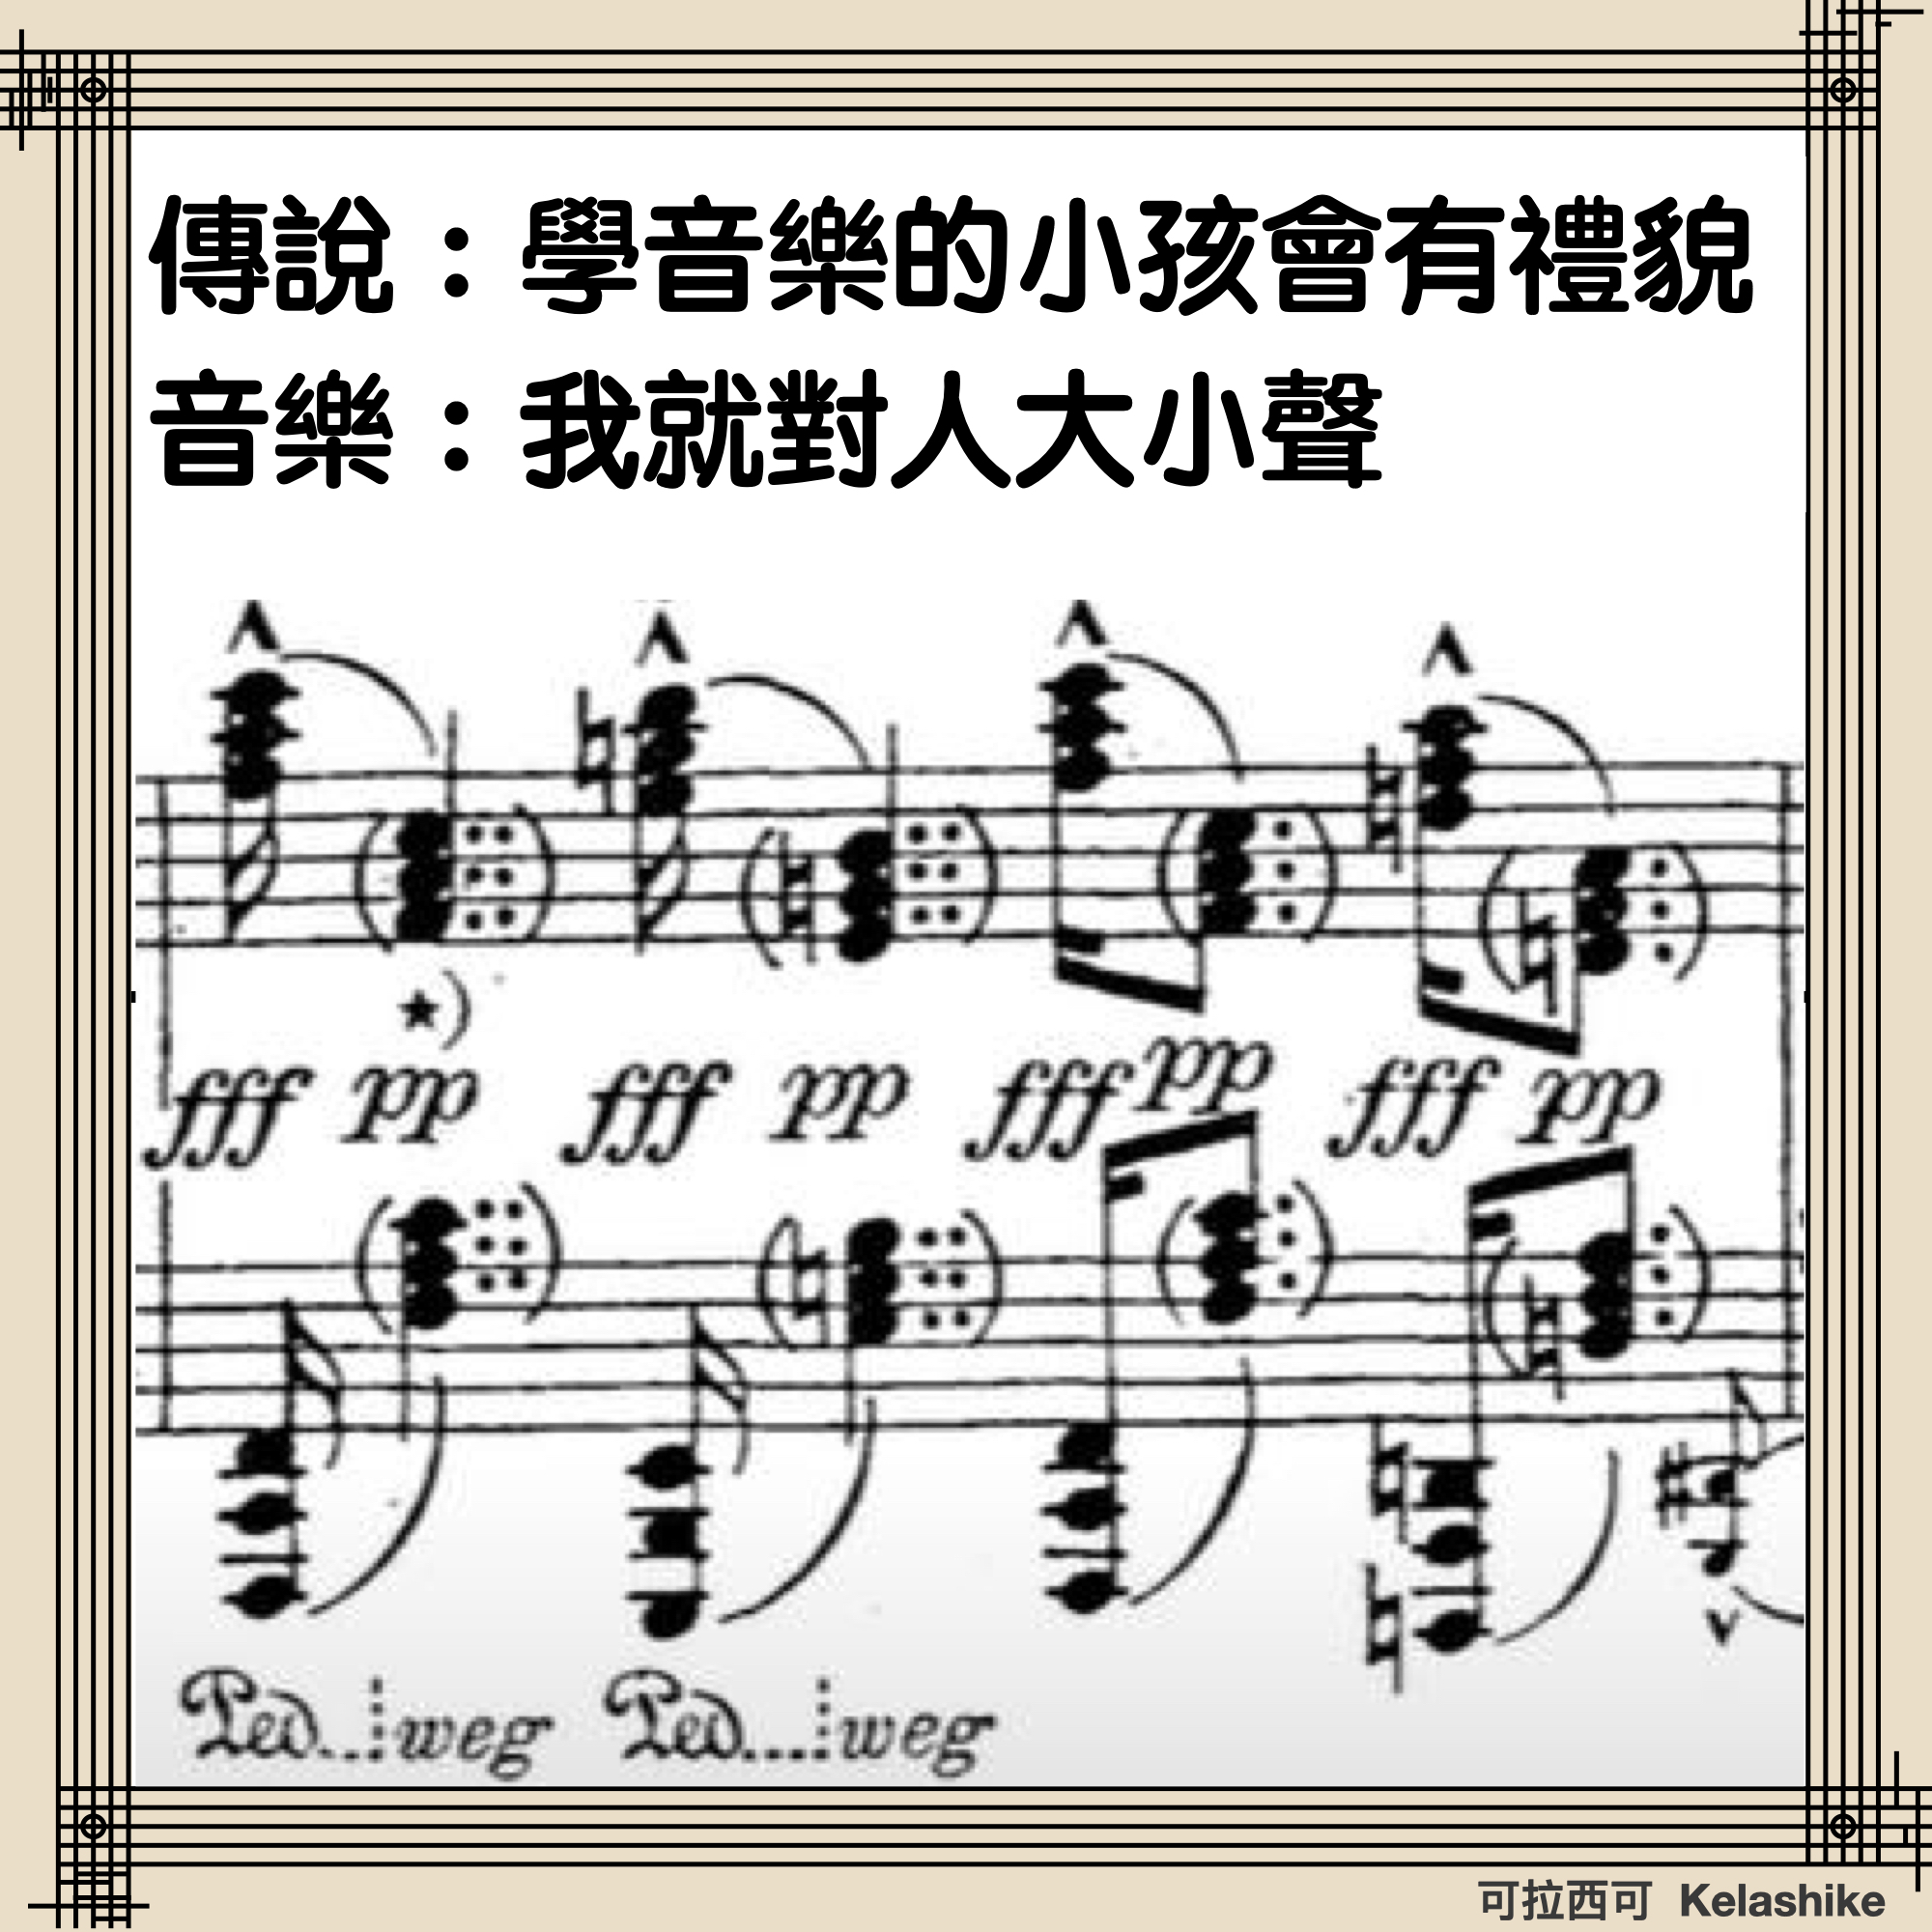 傳說：學音樂的小孩會有禮貌
音樂：我就對人大小聲
★)
fff pp fff pp fff pp fff pp
Ped...weg Ped....weg
可拉西可 Kelashike